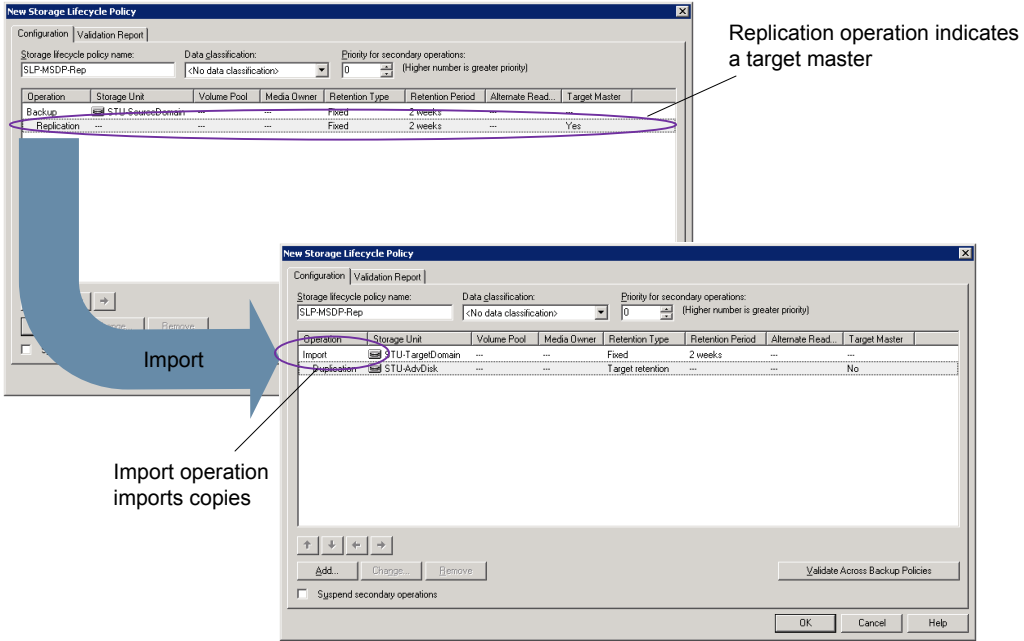 New Storage Lifecycle Policy
Configuration Validation Report
Storage lifecycle policy name: Data classification: Priority for secondary operations:
SLP-MSDP-Rep <No data classification> 0 (Higher number is greater priority)
Operation Storage Unit Volume Pool Media Owner Retention Type Retention Period Alternate Read... Target Master
Backup STU-SourceDomain --- --- Fixed 2 weeks --- ---
Replication --- --- --- Fixed 2 weeks --- Yes
Replication operation indicates
a target master
Remove
Import
Import operation
imports copies
New Storage Lifecycle Policy
Configuration Validation Report
Storage lifecycle policy name: Data classification: Priority for secondary operations:
SLP-MSDP-Rep <No data classification> 0 (Higher number is greater priority)
Operation Storage Unit Volume Pool Media Owner Retention Type Retention Period Alternate Read... Target Master
Import STU-TargetDomain --- --- Fixed 2 weeks --- ---
Duplication STU-AdvDisk --- --- Target retention --- --- No
Add... Change... Remove Validate Across Backup Policies
Suspend secondary operations
OK Cancel Help